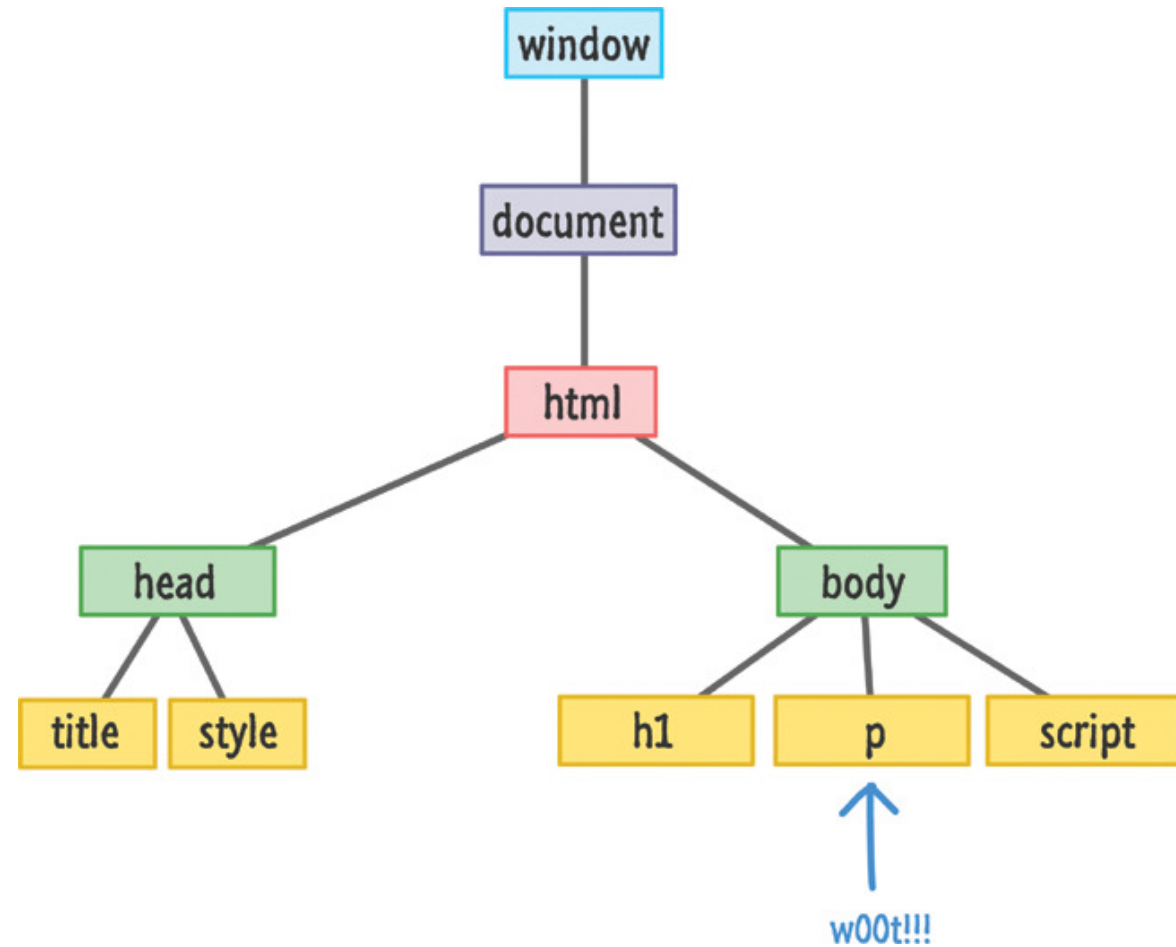 window
document
html
head
body
title
style
h1
p
script
w00t!!!